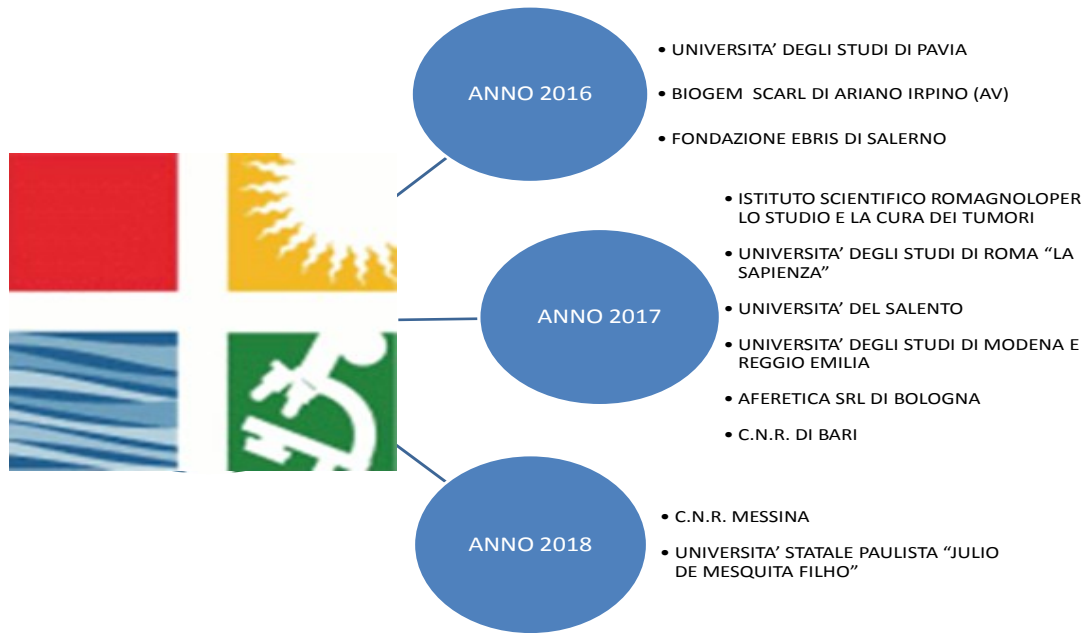 ANNO 2016
• UNIVERSITA’ DEGLI STUDI DI PAVIA
• BIOGEM SCARL DI ARIANO IRPINO (AV)
• FONDAZIONE EBRIS DI SALERNO
ANNO 2017
• ISTITUTO SCIENTIFICO ROMAGNOLOPER
LO STUDIO E LA CURA DEI TUMORI
• UNIVERSITA’ DEGLI STUDI DI ROMA “LA
SAPIENZA”
• UNIVERSITA’ DEL SALENTO
• UNIVERSITA’ DEGLI STUDI DI MODENA E
REGGIO EMILIA
• AFERETICA SRL DI BOLOGNA
• C.N.R. DI BARI
ANNO 2018
• C.N.R. MESSINA
• UNIVERSITA’ STATALE PAULISTA “JULIO
DE MESQUITA FILHO”